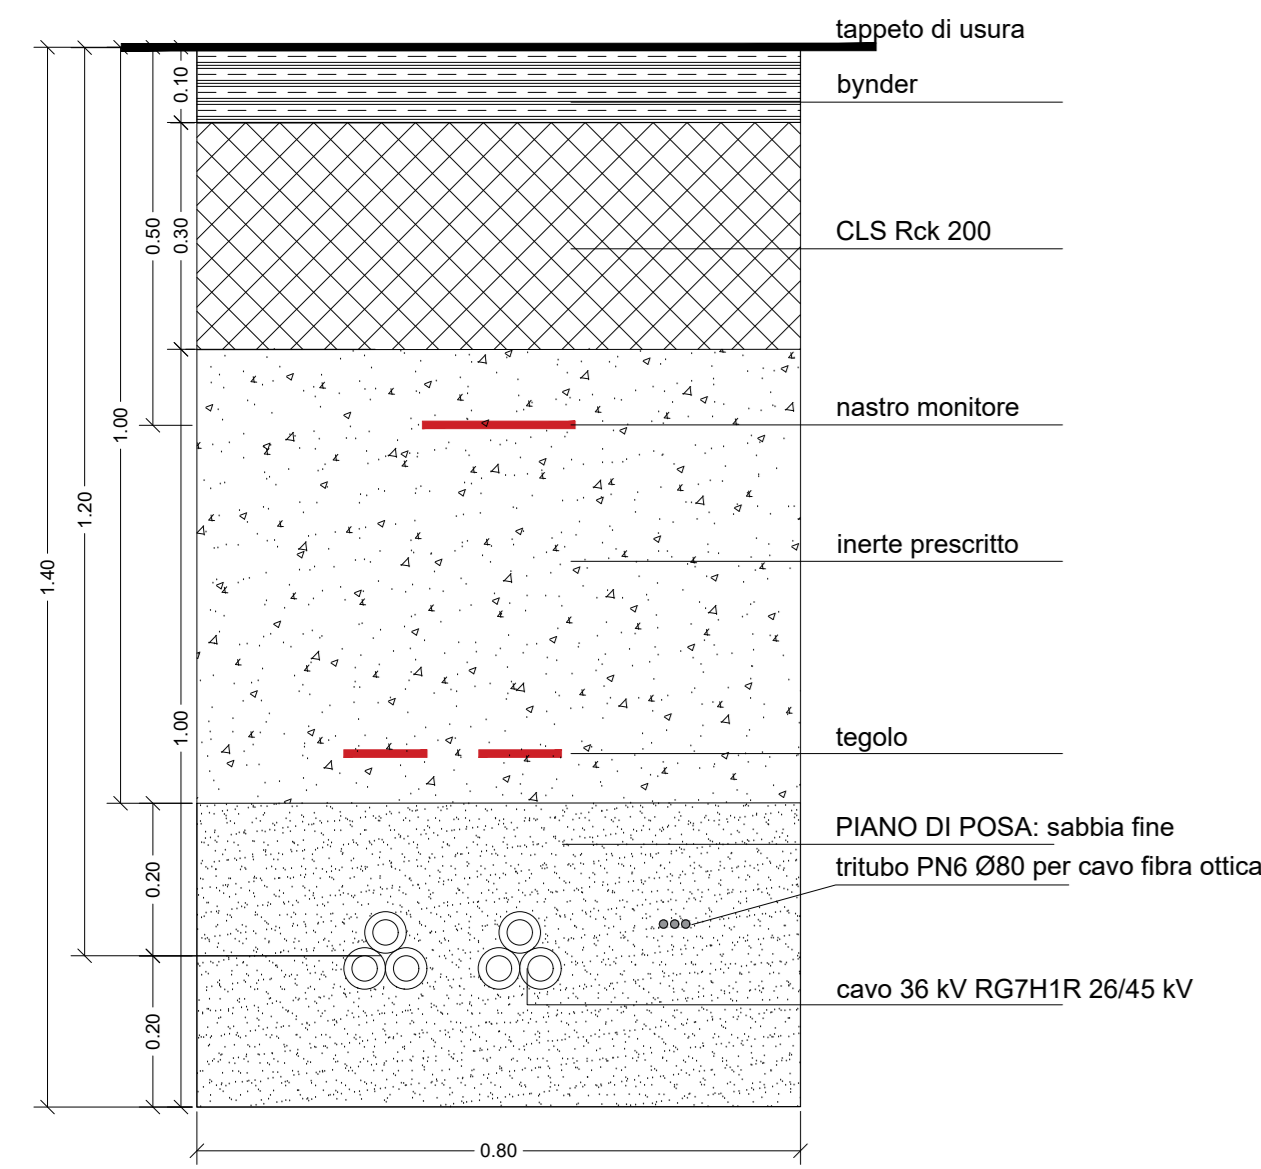 tappeto di usura
bynder
CLS Rck 200
nastro monitore
inerte prescritto
tegolo
PIANO DI POSA: sabbia fine
tritubo PN6 Ø80 per cavo fibra ottica
cavo 36 kV RG7H1R 26/45 kV
0.10
0.50
0.30
1.00
1.20
1.40
1.00
0.20
0.20
0.80